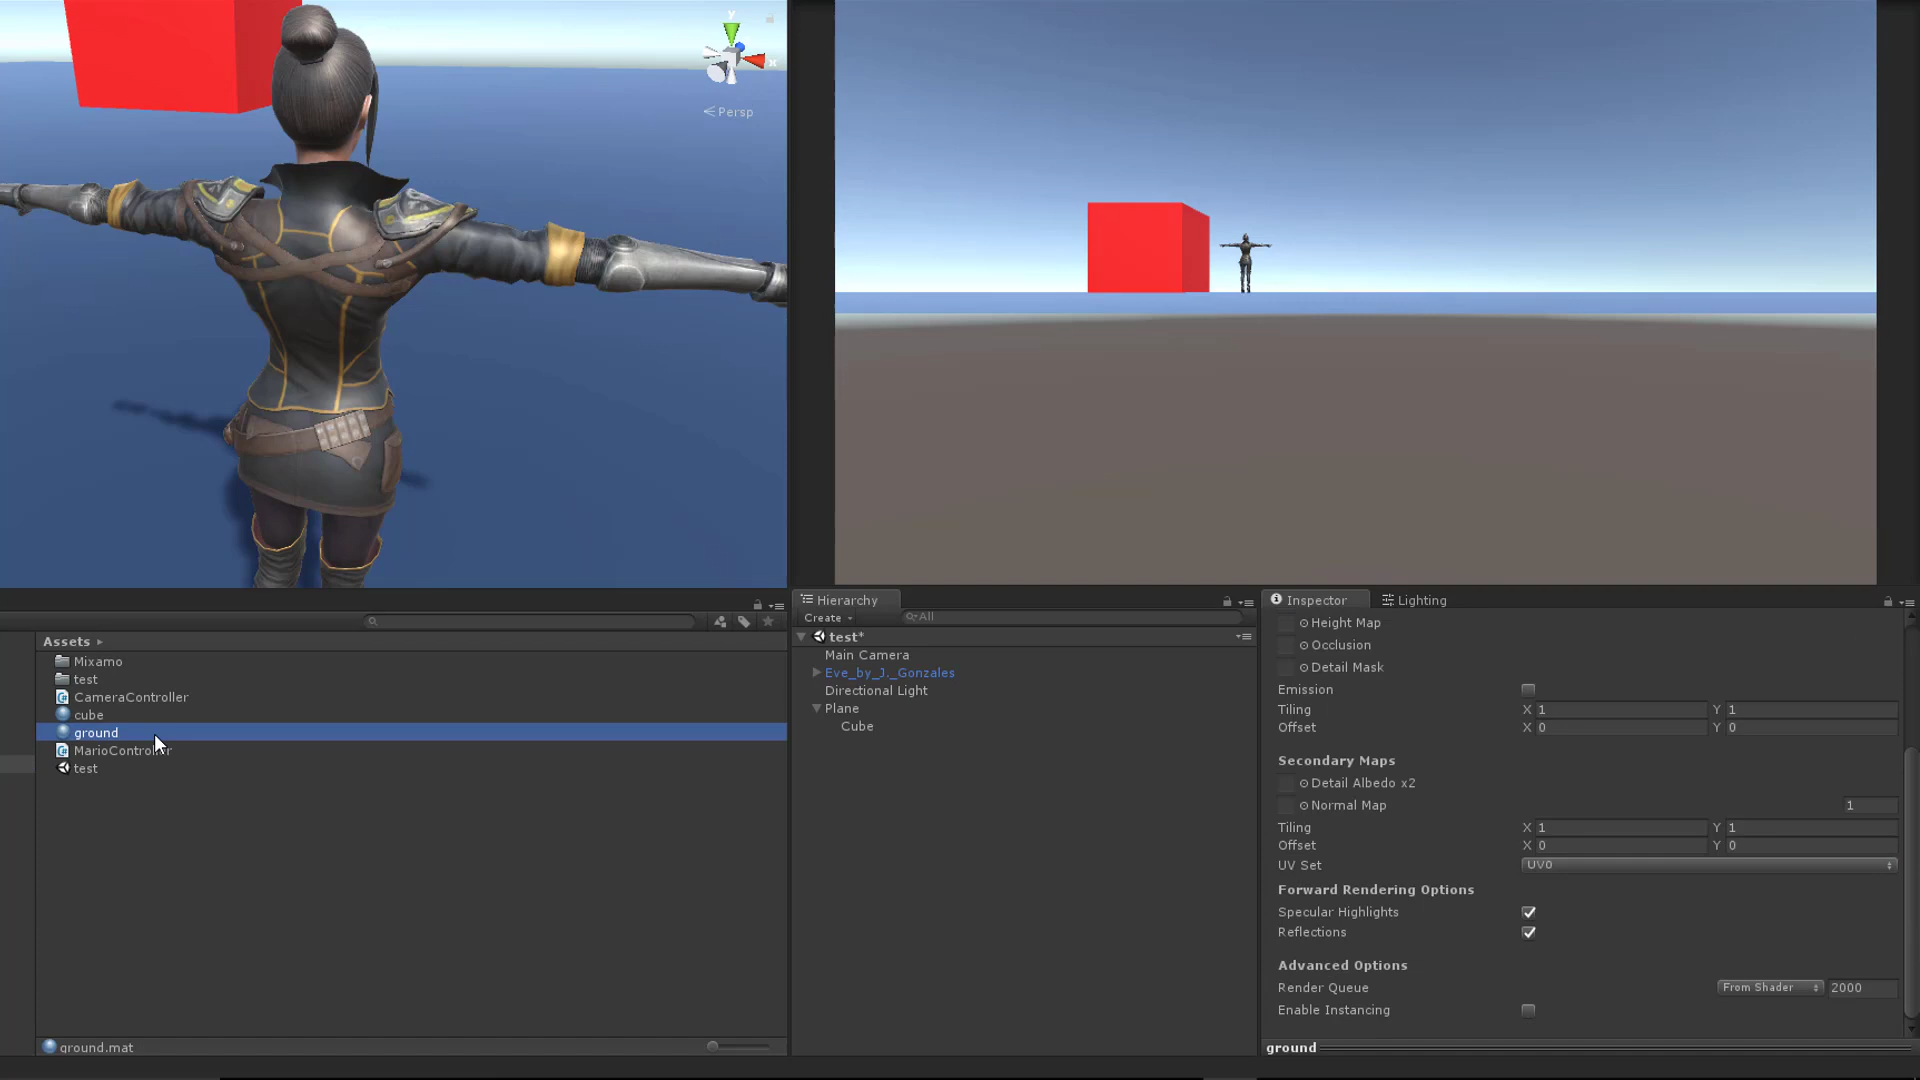 y
x
Persp
Assets
Mixamo
test
CameraController
cube
ground
MarioController
test
ground.mat
Hierarchy
Create
All
test*
Main Camera
Eve_by_J._Gonzales
Directional Light
Plane
Cube
Inspector
Lighting
Height Map
Occlusion
Detail Mask
Emission
Tiling X 1 Y 1
Offset X 0 Y 0
Secondary Maps
Detail Albedo x2
Normal Map 1
Tiling X 1 Y 1
Offset X 0 Y 0
UV Set UV0
Forward Rendering Options
Specular Highlights
Reflections
Advanced Options
Render Queue From Shader 2000
Enable Instancing
ground